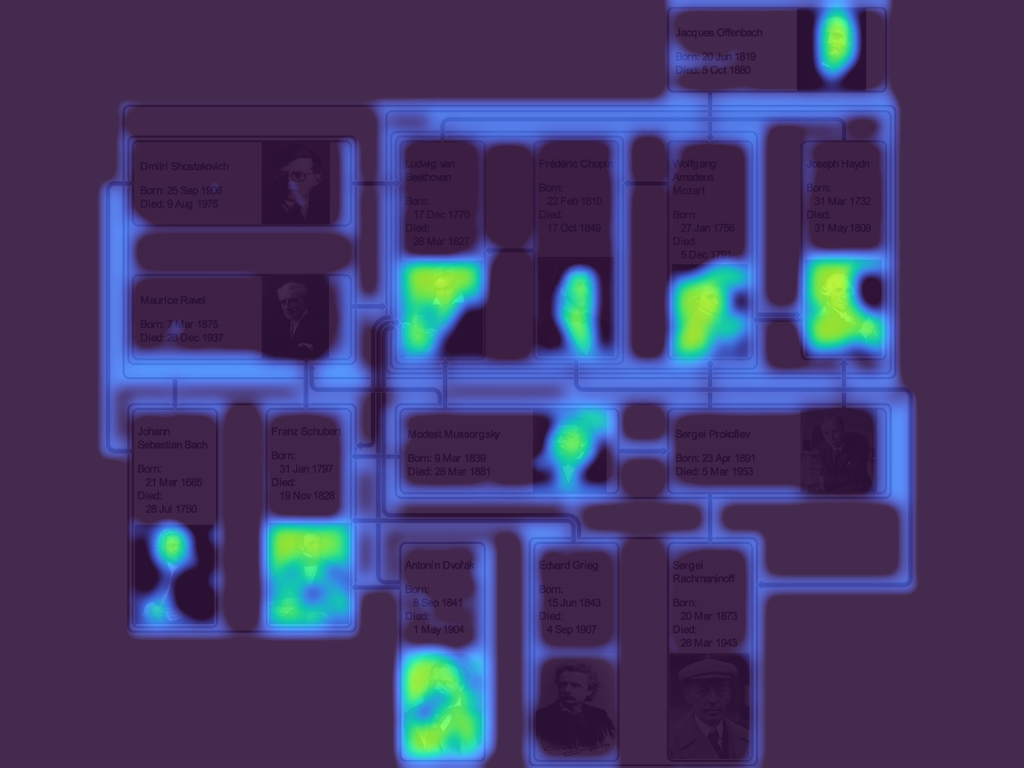 Jacques Offenbach
Born: 20 Jun 1819
Died: 5 Oct 1880
Dmitri Shostakovich
Born: 25 Sep 1906
Died: 9 Aug 1975
Ludwig van
Beethoven
Born:
17 Dec 1770
Died:
26 Mar 1827
Frédéric Chopin
Born:
22 Feb 1810
Died:
17 Oct 1849
Wolfgang
Amadeus
Mozart
Born:
27 Jan 1756
Died:
5 Dec 1791
Joseph Haydn
Born:
31 Mar 1732
Died:
31 May 1809
Maurice Ravel
Born: 7 Mar 1875
Died: 28 Dec 1937
Johann
Sebastian Bach
Born:
21 Mar 1685
Died:
28 Jul 1750
Franz Schubert
Born:
31 Jan 1797
Died:
19 Nov 1828
Modest Mussorgsky
Born: 9 Mar 1839
Died: 28 Mar 1881
Sergei Prokofiev
Born: 23 Apr 1891
Died: 5 Mar 1953
Antonín Dvořák
Born:
8 Sep 1841
Died:
1 May 1904
Edvard Grieg
Born:
15 Jun 1843
Died:
4 Sep 1907
Sergei
Rachmaninoff
Born:
20 Mar 1873
Died:
28 Mar 1943